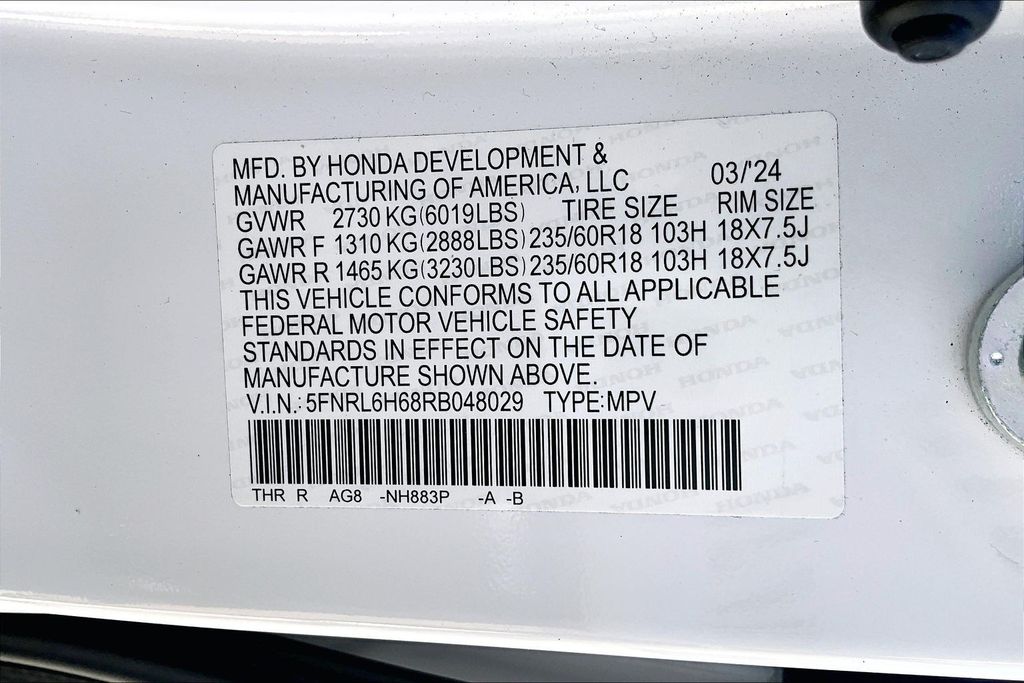 MFD. BY HONDA DEVELOPMENT &
MANUFACTURING OF AMERICA, LLC 03/'24
GVWR 2730 KG(6019LBS) TIRE SIZE RIM SIZE
GAWR F 1310 KG(2888LBS) 235/60R18 103H 18X7.5J
GAWR R 1465 KG(3230LBS) 235/60R18 103H 18X7.5J
THIS VEHICLE CONFORMS TO ALL APPLICABLE
FEDERAL MOTOR VEHICLE SAFETY
STANDARDS IN EFFECT ON THE DATE OF
MANUFACTURE SHOWN ABOVE.
V.I.N.: 5FNRL6H68RB048029 TYPE:MPV
THR R AG8 -NH883P -A -B